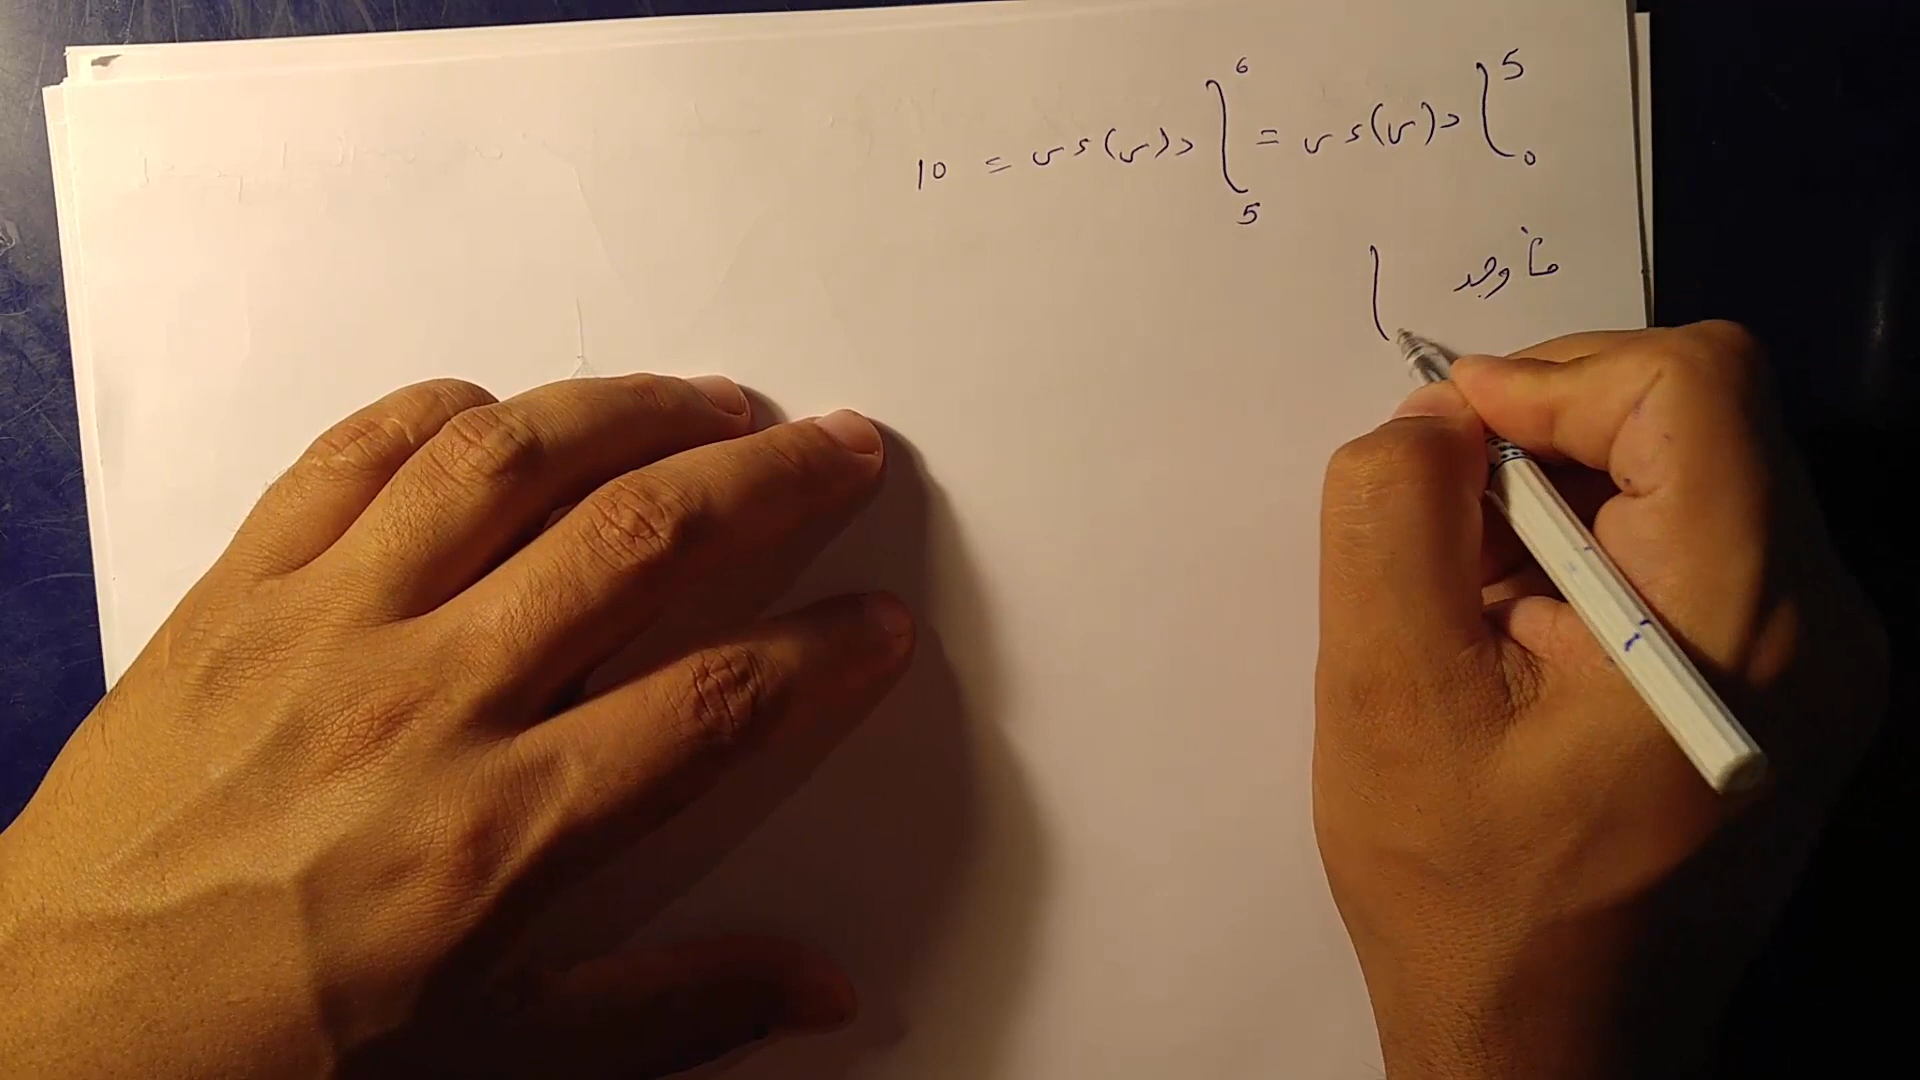 ∫₀⁵ د(س) ءس = ∫₅⁶ د(س) ءس = 10
فأوجد ∫